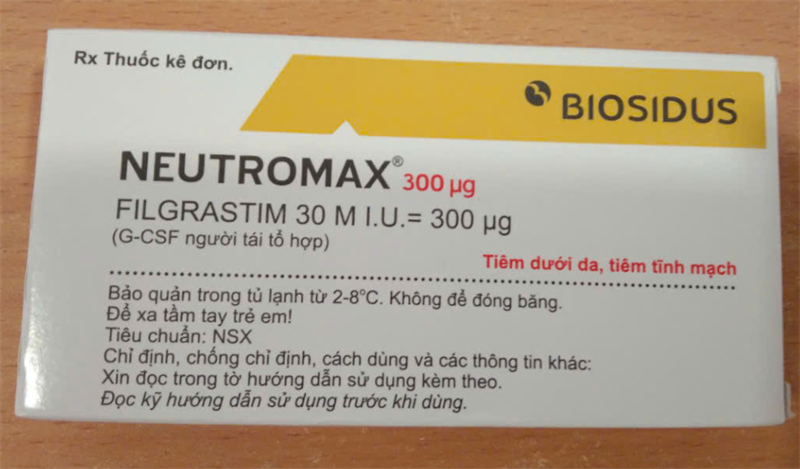 Rx Thuốc kê đơn.
BIOSIDUS
NEUTROMAX® 300 µg
FILGRASTIM 30 M I.U.= 300 µg
(G-CSF người tái tổ hợp)
Tiêm dưới da, tiêm tĩnh mạch
Bảo quản trong tủ lạnh từ 2-8°C. Không để đóng băng.
Để xa tầm tay trẻ em!
Tiêu chuẩn: NSX
Chỉ định, chống chỉ định, cách dùng và các thông tin khác:
Xin đọc trong tờ hướng dẫn sử dụng kèm theo.
Đọc kỹ hướng dẫn sử dụng trước khi dùng.